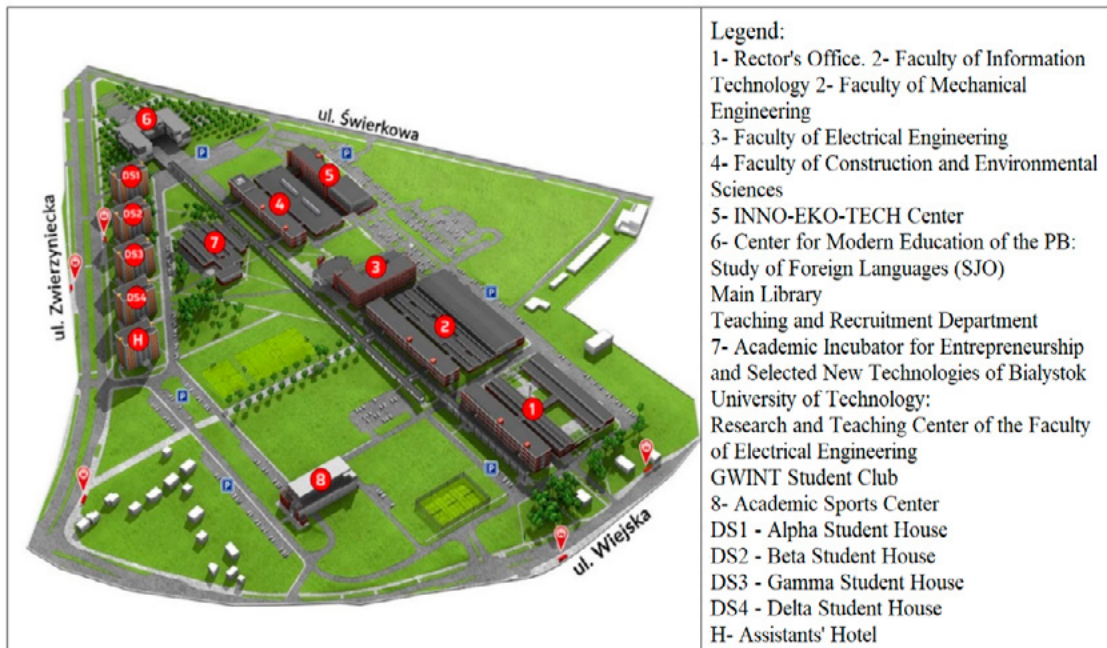 ul. Świerkowa
ul. Zwierzyniecka
ul. Wiejska
6
P
P
DS1
5
4
DS2
7
DS3
3
P
DS4
2
H
P
1
8
P
P
Legend:
1- Rector's Office. 2- Faculty of Information
Technology 2- Faculty of Mechanical
Engineering
3- Faculty of Electrical Engineering
4- Faculty of Construction and Environmental
Sciences
5- INNO-EKO-TECH Center
6- Center for Modern Education of the PB:
Study of Foreign Languages (SJO)
Main Library
Teaching and Recruitment Department
7- Academic Incubator for Entrepreneurship
and Selected New Technologies of Bialystok
University of Technology:
Research and Teaching Center of the Faculty
of Electrical Engineering
GWINT Student Club
8- Academic Sports Center
DS1 - Alpha Student House
DS2 - Beta Student House
DS3 - Gamma Student House
DS4 - Delta Student House
H- Assistants' Hotel